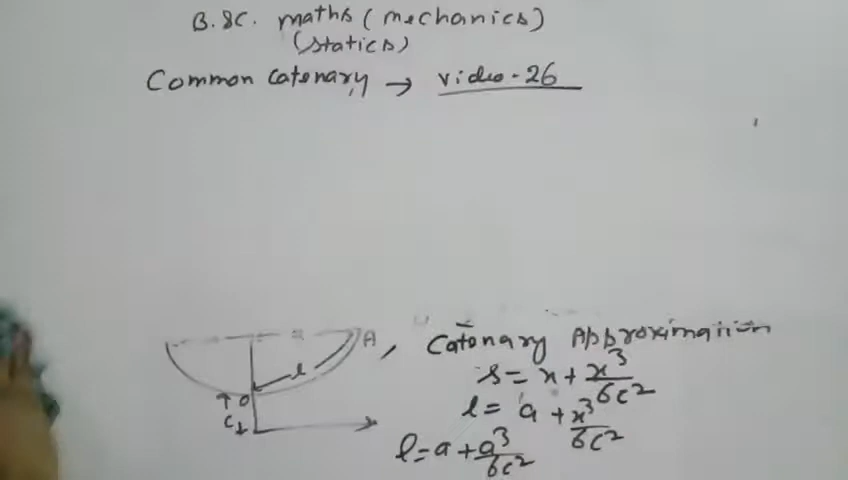 B.SC. maths (mechanics)
(statics)
Common Catenary → video - 26
a
A, Catenary Approximation
l
s = x + x³/6c²
O
l = a + x³/6c²
c
l = a + a³/6c²